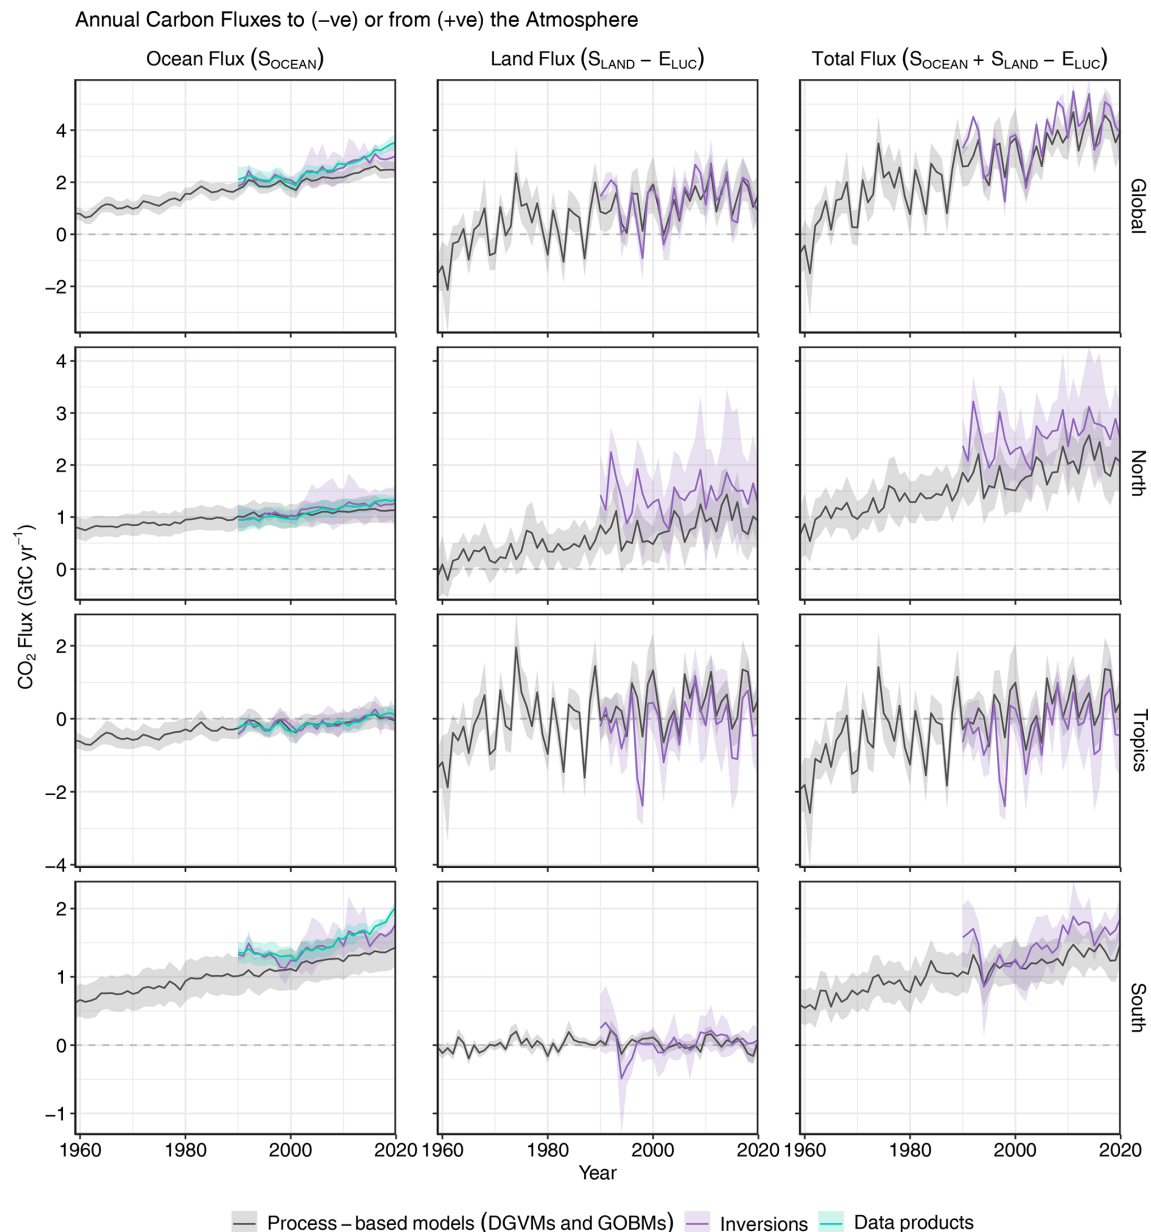 Annual Carbon Fluxes to (−ve) or from (+ve) the Atmosphere
Ocean Flux (SOCEAN) Land Flux (SLAND − ELUC) Total Flux (SOCEAN + SLAND − ELUC)
4
2
0
−2
Global
4
3
2
1
0
North
2
0
−2
−4
Tropics
2
1
0
−1
South
CO2 Flux (GtC yr−1)
1960 1980 2000 2020 1960 1980 2000 2020 1960 1980 2000 2020
Year
Process − based models (DGVMs and GOBMs) Inversions Data products